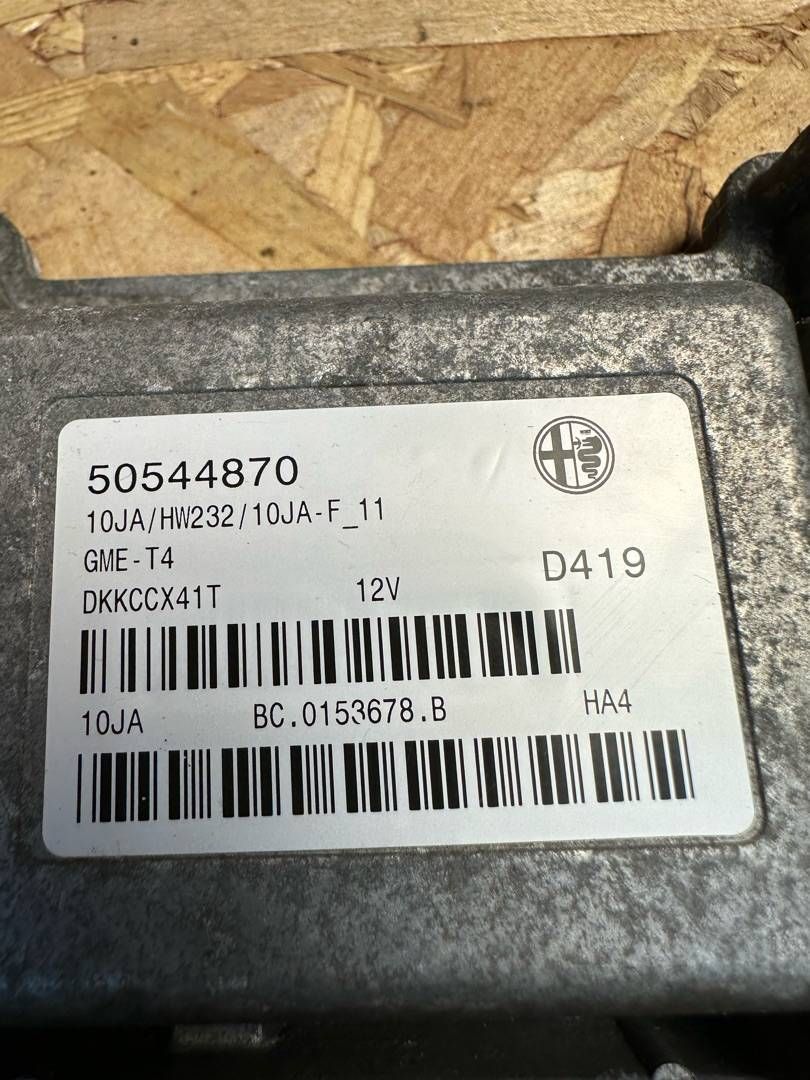 50544870
10JA/HW232/10JA-F_11
GME-T4
D419
DKKCCX41T 12V
10JA BC.0153678.B HA4